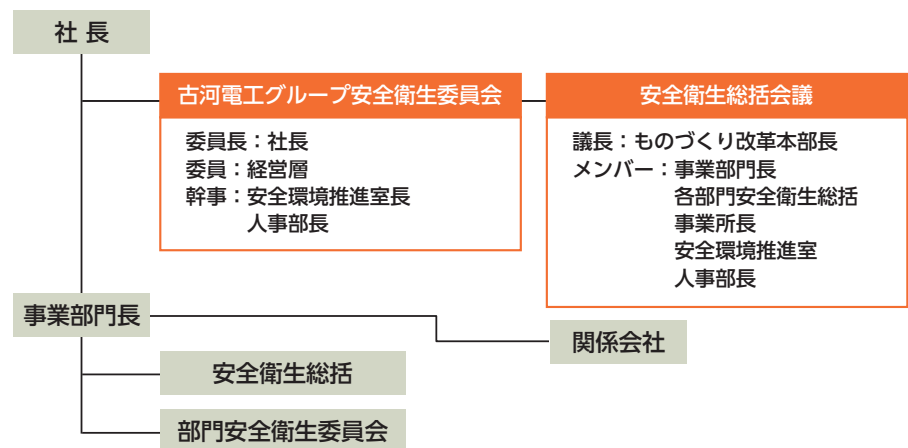 社 長
古河電工グループ安全衛生委員会
委員長：社長
委員：経営層
幹事：安全環境推進室長
人事部長
安全衛生総括会議
議長：ものづくり改革本部長
メンバー：事業部門長
各部門安全衛生総括
事業所長
安全環境推進室
人事部長
事業部門長
関係会社
安全衛生総括
部門安全衛生委員会